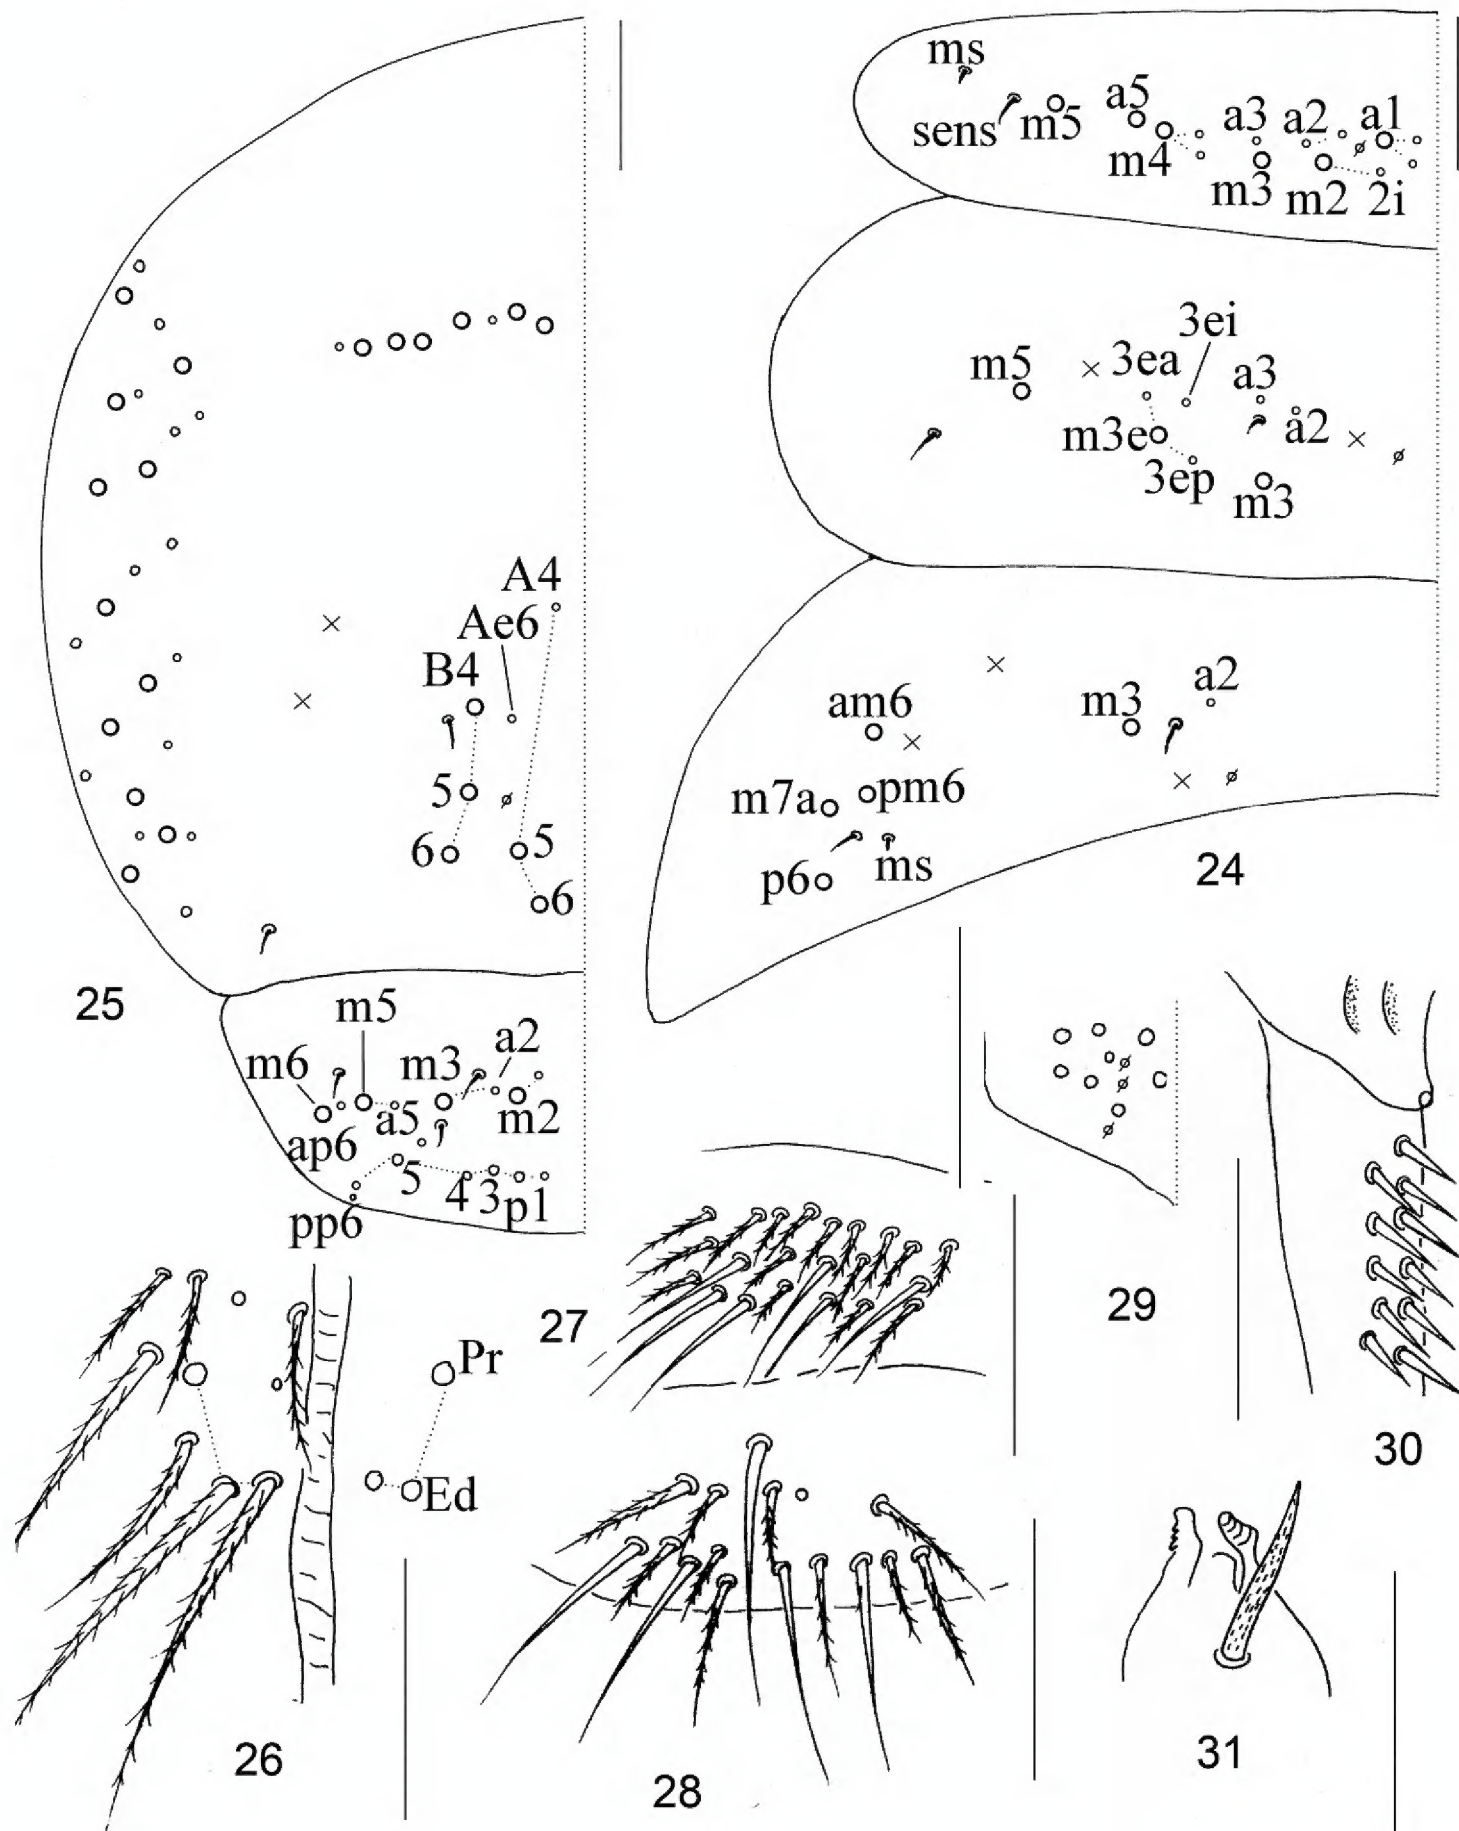 ms
sens m5 a5 m4 a3 m3 a2 m2 a1 2i
m5 3ea 3ei a3 a2
m3e 3ep m3
am6 m3 a2
m7a pm6
p6 ms
24
A4
Ae6
B4
5 5
6 6
25
m5
m6 m3 a2
ap6 a5 m2
5 4 3 p1
pp6
27
29
30
Pr
Ed
26
28
31